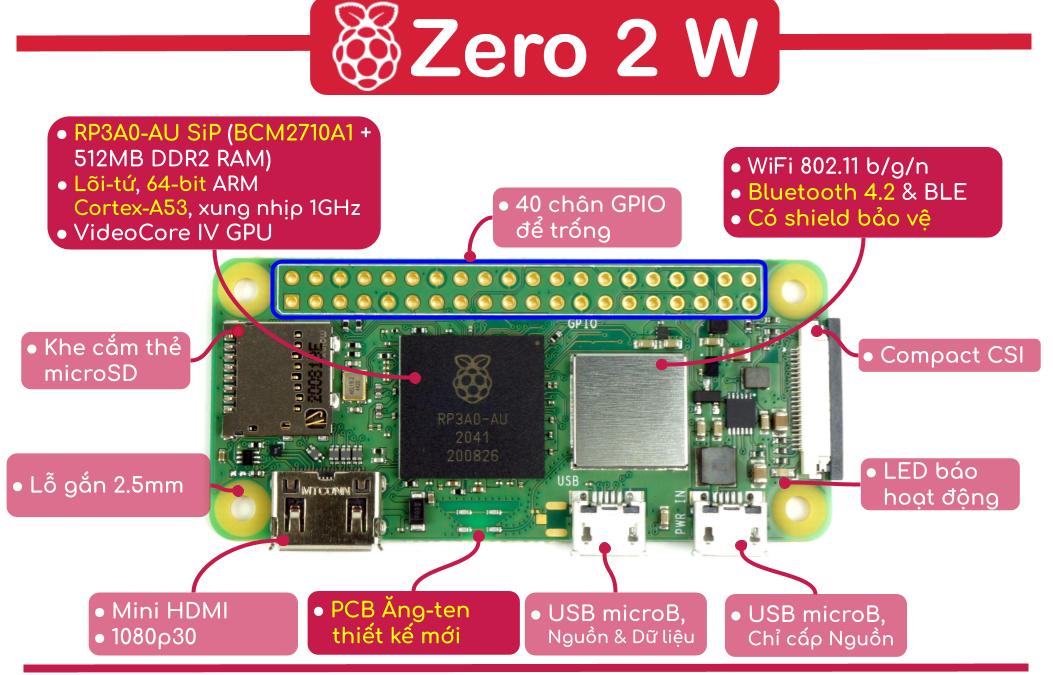 Zero 2 W
RP3A0-AU SiP (BCM2710A1 +
512MB DDR2 RAM)
Lõi-tứ, 64-bit ARM
Cortex-A53, xung nhịp 1GHz
VideoCore IV GPU
40 chân GPIO
để trống
WiFi 802.11 b/g/n
Bluetooth 4.2 & BLE
Có shield bảo vệ
Khe cắm thẻ
microSD
Compact CSI
GPIO
RP3A0-AU
2041
200826
Lỗ gắn 2.5mm
LED báo
hoạt động
MTCONN
USB
PWR IN
Mini HDMI
1080p30
PCB Ăng-ten
thiết kế mới
USB microB,
Nguồn & Dữ liệu
USB microB,
Chỉ cấp Nguồn